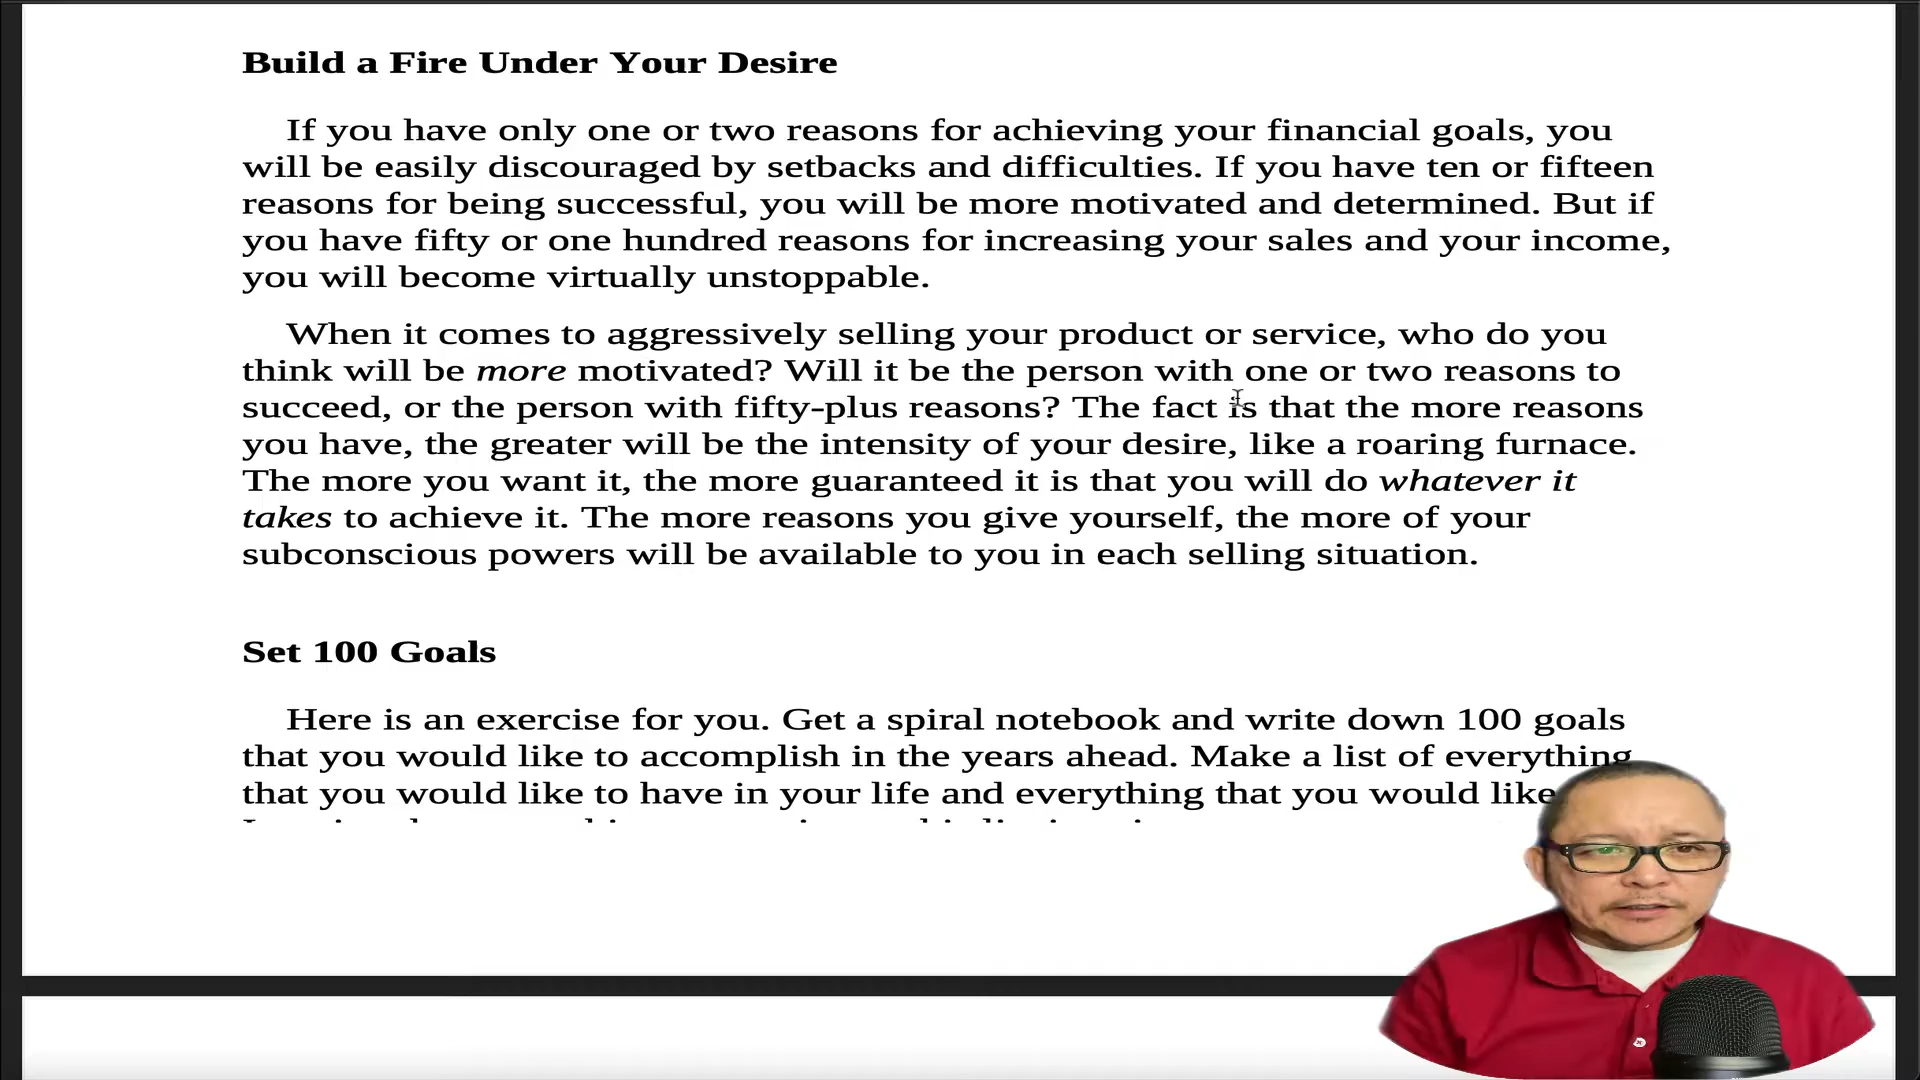 Build a Fire Under Your Desire
If you have only one or two reasons for achieving your financial goals, you
will be easily discouraged by setbacks and difficulties. If you have ten or fifteen
reasons for being successful, you will be more motivated and determined. But if
you have fifty or one hundred reasons for increasing your sales and your income,
you will become virtually unstoppable.
When it comes to aggressively selling your product or service, who do you
think will be more motivated? Will it be the person with one or two reasons to
succeed, or the person with fifty-plus reasons? The fact is that the more reasons
you have, the greater will be the intensity of your desire, like a roaring furnace.
The more you want it, the more guaranteed it is that you will do whatever it
takes to achieve it. The more reasons you give yourself, the more of your
subconscious powers will be available to you in each selling situation.
Set 100 Goals
Here is an exercise for you. Get a spiral notebook and write down 100 goals
that you would like to accomplish in the years ahead. Make a list of everything
that you would like to have in your life and everything that you would like